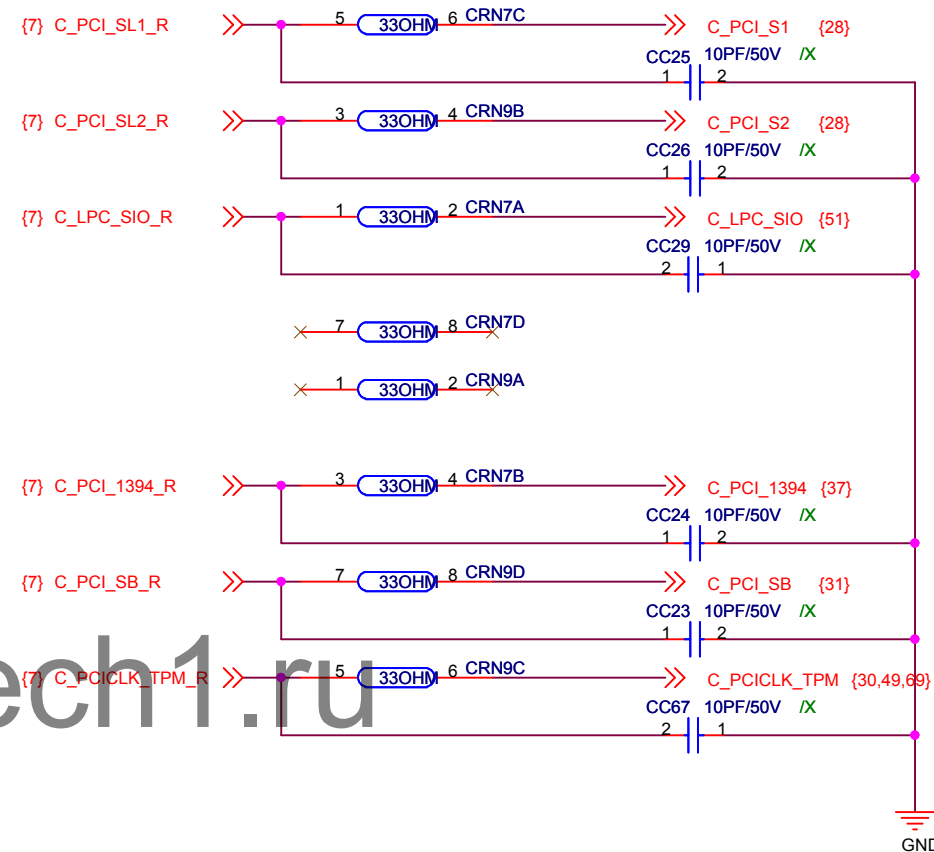 {7} C_PCI_SL1_R 5 33OHM 6 CRN7C C_PCI_S1 {28}
CC25 10PF/50V /X
1 2
{7} C_PCI_SL2_R 3 33OHM 4 CRN9B C_PCI_S2 {28}
CC26 10PF/50V /X
1 2
{7} C_LPC_SIO_R 1 33OHM 2 CRN7A C_LPC_SIO {51}
CC29 10PF/50V /X
2 1
7 33OHM 8 CRN7D
1 33OHM 2 CRN9A
{7} C_PCI_1394_R 3 33OHM 4 CRN7B C_PCI_1394 {37}
CC24 10PF/50V /X
1 2
{7} C_PCI_SB_R 7 33OHM 8 CRN9D C_PCI_SB {31}
CC23 10PF/50V /X
1 2
ech1.ru
{7} C_PCICLK_TPM_R 5 33OHM 6 CRN9C C_PCICLK_TPM {30,49,69}
CC67 10PF/50V /X
2 1
GND